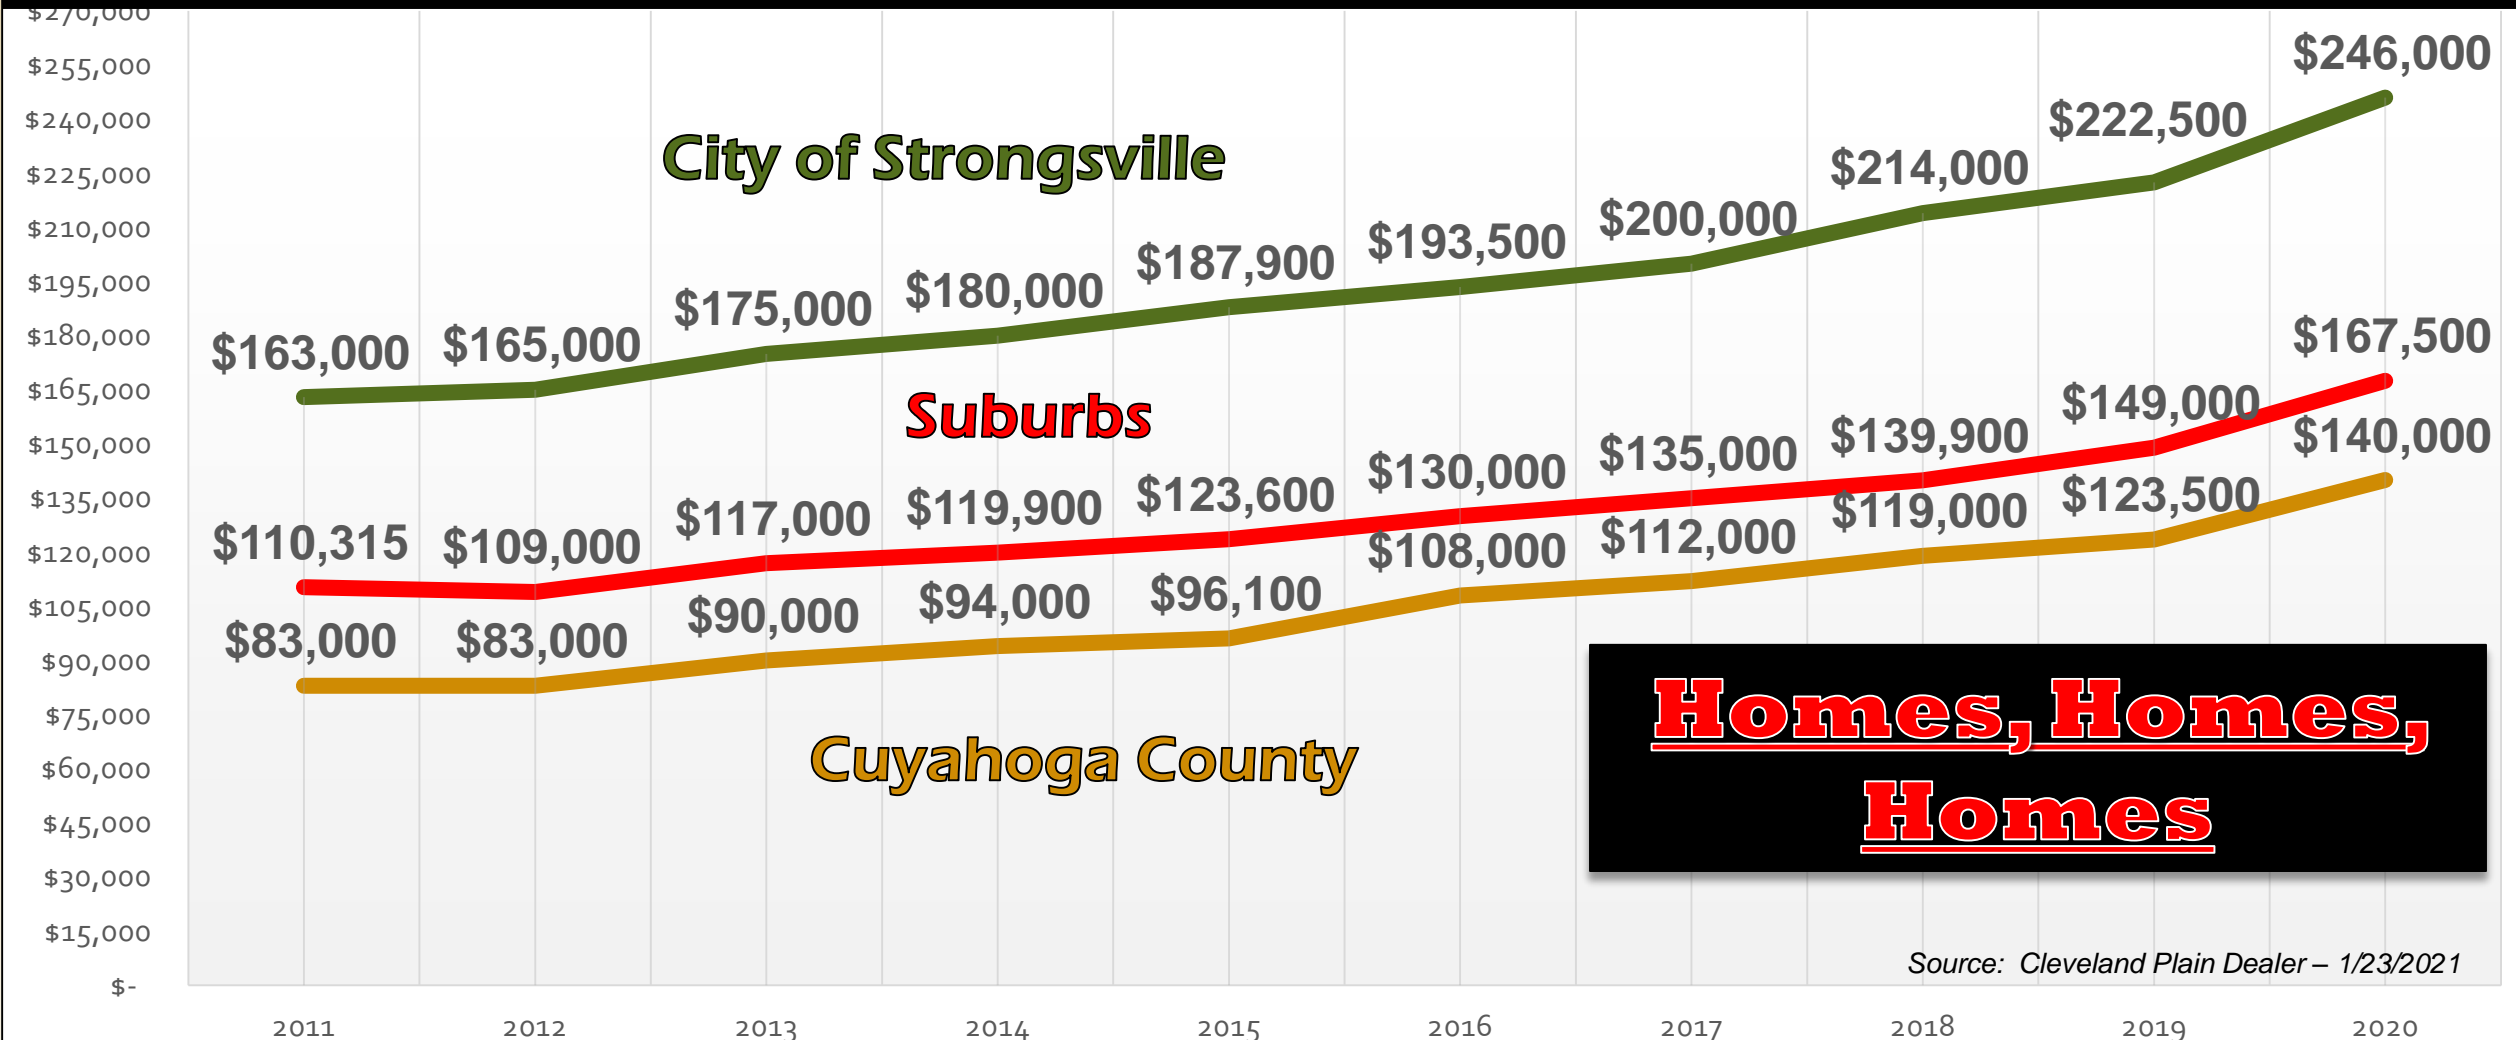 $270,000
$255,000
$240,000
$225,000
$210,000
$195,000
$180,000
$165,000
$150,000
$135,000
$120,000
$105,000
$90,000
$75,000
$60,000
$45,000
$30,000
$15,000
$-
City of Strongsville
$163,000 $165,000 $175,000 $180,000 $187,900 $193,500 $200,000 $214,000 $222,500 $246,000
Suburbs
$110,315 $109,000 $117,000 $119,900 $123,600 $130,000 $135,000 $139,900 $149,000 $167,500
$83,000 $83,000 $90,000 $94,000 $96,100 $108,000 $112,000 $119,000 $123,500 $140,000
Cuyahoga County
Homes, Homes,
Homes
Source: Cleveland Plain Dealer – 1/23/2021
2011 2012 2013 2014 2015 2016 2017 2018 2019 2020